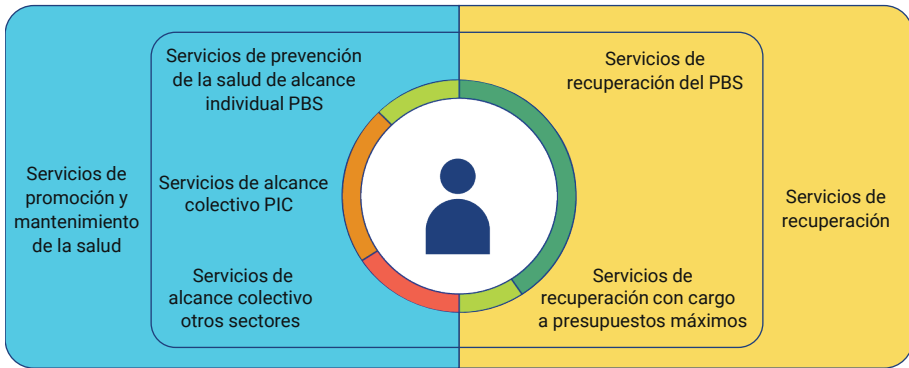 Servicios de
promoción y
mantenimiento
de la salud
Servicios de prevención
de la salud de alcance
individual PBS
Servicios de alcance
colectivo PIC
Servicios de
alcance colectivo
otros sectores
Servicios de
recuperación del PBS
Servicios de
recuperación con cargo
a presupuestos máximos
Servicios de
recuperación